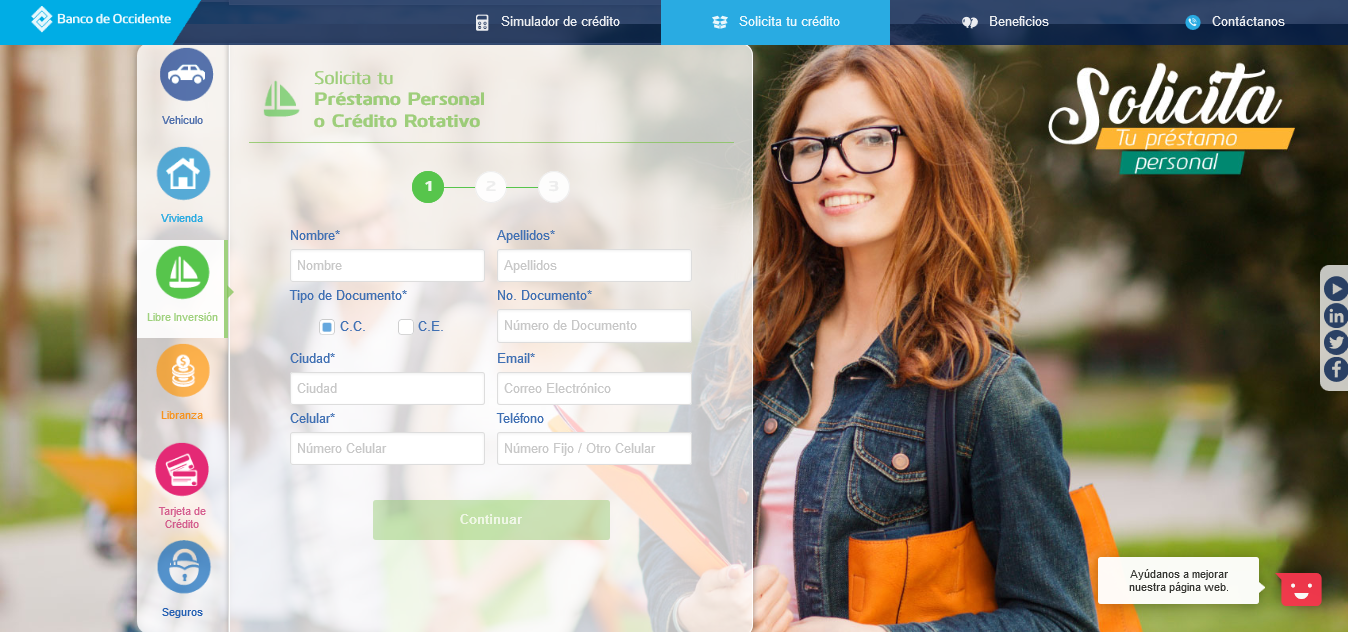 Banco de Occidente
Simulador de crédito
Solicita tu crédito
Beneficios
Contáctanos
Vehículo
Vivienda
Libre Inversión
Libranza
Tarjeta de
Crédito
Seguros
Solicita tu
Préstamo Personal
o Crédito Rotativo
1 2 3
Nombre* Apellidos*
Nombre Apellidos
Tipo de Documento* No. Documento*
C.C. C.E. Número de Documento
Ciudad* Email*
Ciudad Correo Electrónico
Celular* Teléfono
Número Celular Número Fijo / Otro Celular
Continuar
Solicita
Tu préstamo
personal
in
f
Ayúdanos a mejorar
nuestra página web.